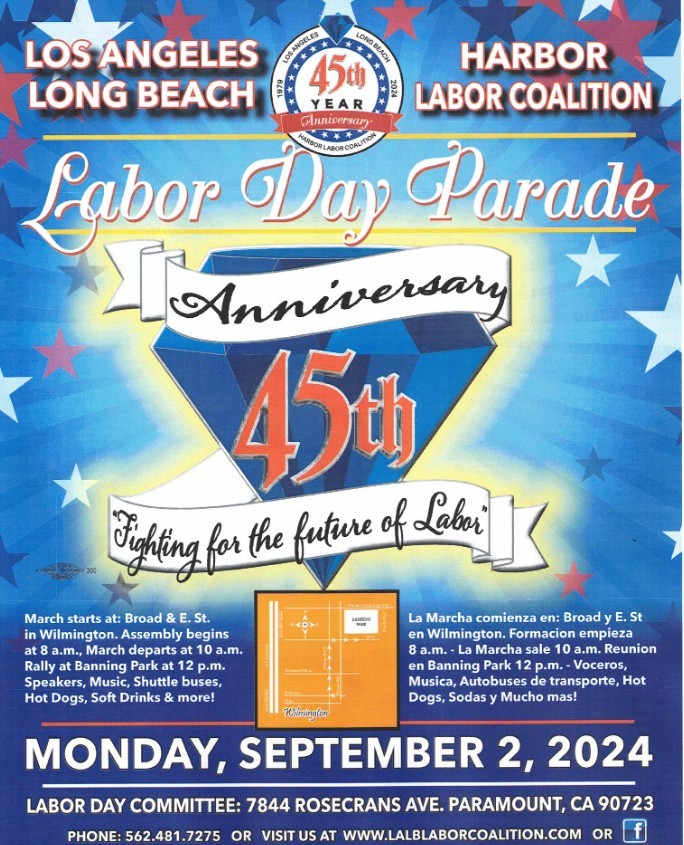 LOS ANGELES
LONG BEACH
LOS ANGELES LONG BEACH
1979
45th
2024
YEAR
Anniversary
HARBOR LABOR COALITION
HARBOR
LABOR COALITION
Labor Day Parade
Anniversary
45th
"Fighting for the future of Labor"
300
March starts at: Broad & E. St.
in Wilmington. Assembly begins
at 8 a.m., March departs at 10 a.m.
Rally at Banning Park at 12 p.m.
Speakers, Music, Shuttle buses,
Hot Dogs, Soft Drinks & more!
BANNING
PARK
Wilmington
La Marcha comienza en: Broad y E. St
en Wilmington. Formacion empieza
8 a.m. - La Marcha sale 10 a.m. Reunion
en Banning Park 12 p.m. - Voceros,
Musica, Autobuses de transporte, Hot
Dogs, Sodas y Mucho mas!
MONDAY, SEPTEMBER 2, 2024
LABOR DAY COMMITTEE: 7844 ROSECRANS AVE. PARAMOUNT, CA 90723
PHONE: 562.481.7275 OR VISIT US AT WWW.LALBLABORCOALITION.COM OR f